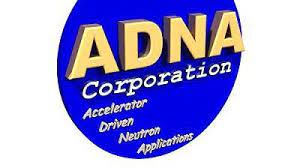 ADNA
Corporation
Accelerator
Driven
Neutron
Applications